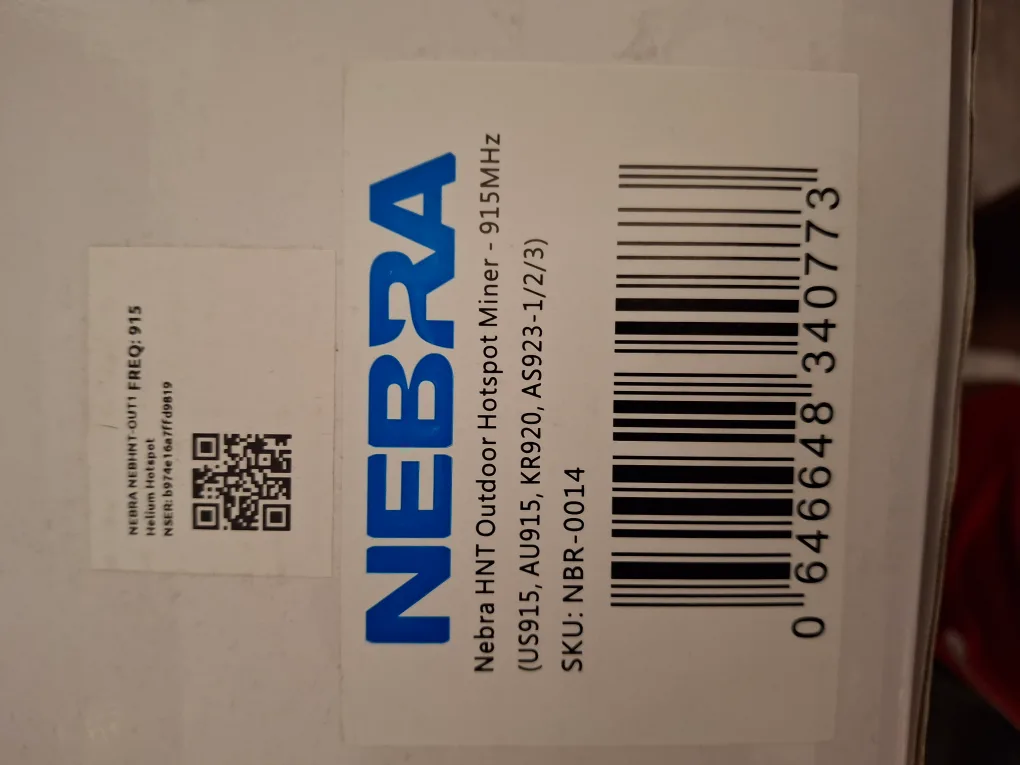 NEBRA NEBHNT-OUT1 FREQ: 915
Helium Hotspot
NSER: b974e16a7ffd9819
NEBRA
Nebra HNT Outdoor Hotspot Miner - 915MHz
(US915, AU915, KR920, AS923-1/2/3)
SKU: NBR-0014
0 646648 340773